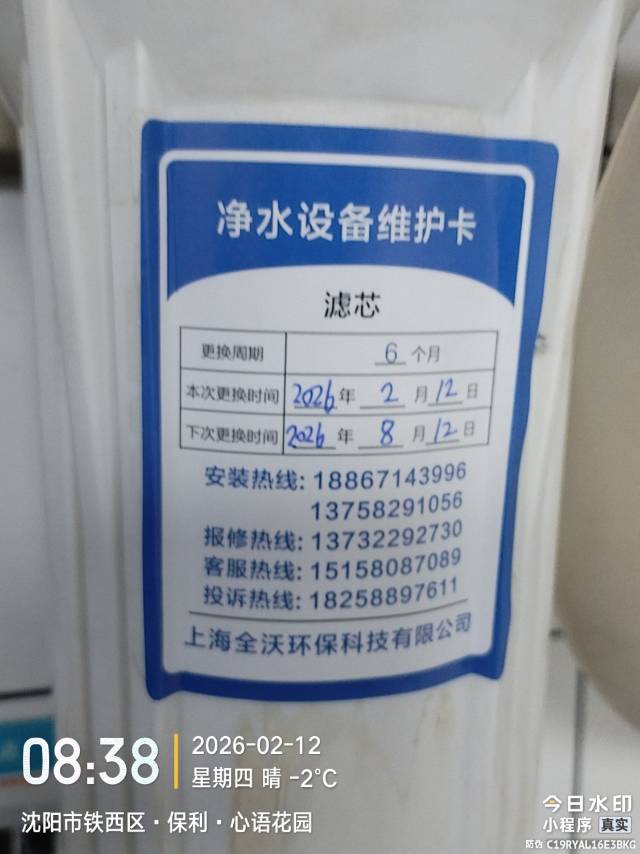 净水设备维护卡
滤芯
更换周期 6 个月
本次更换时间 2026 年 2 月 12 日
下次更换时间 2026 年 8 月 12 日
安装热线: 18867143996
13758291056
报修热线: 13732292730
客服热线: 15158087089
投诉热线: 18258897611
上海全沃环保科技有限公司
08:38
2026-02-12
星期四 晴 -2°C
沈阳市铁西区·保利·心语花园
今日水印
小程序 真实
防伪 C19RYAL16E3BKG